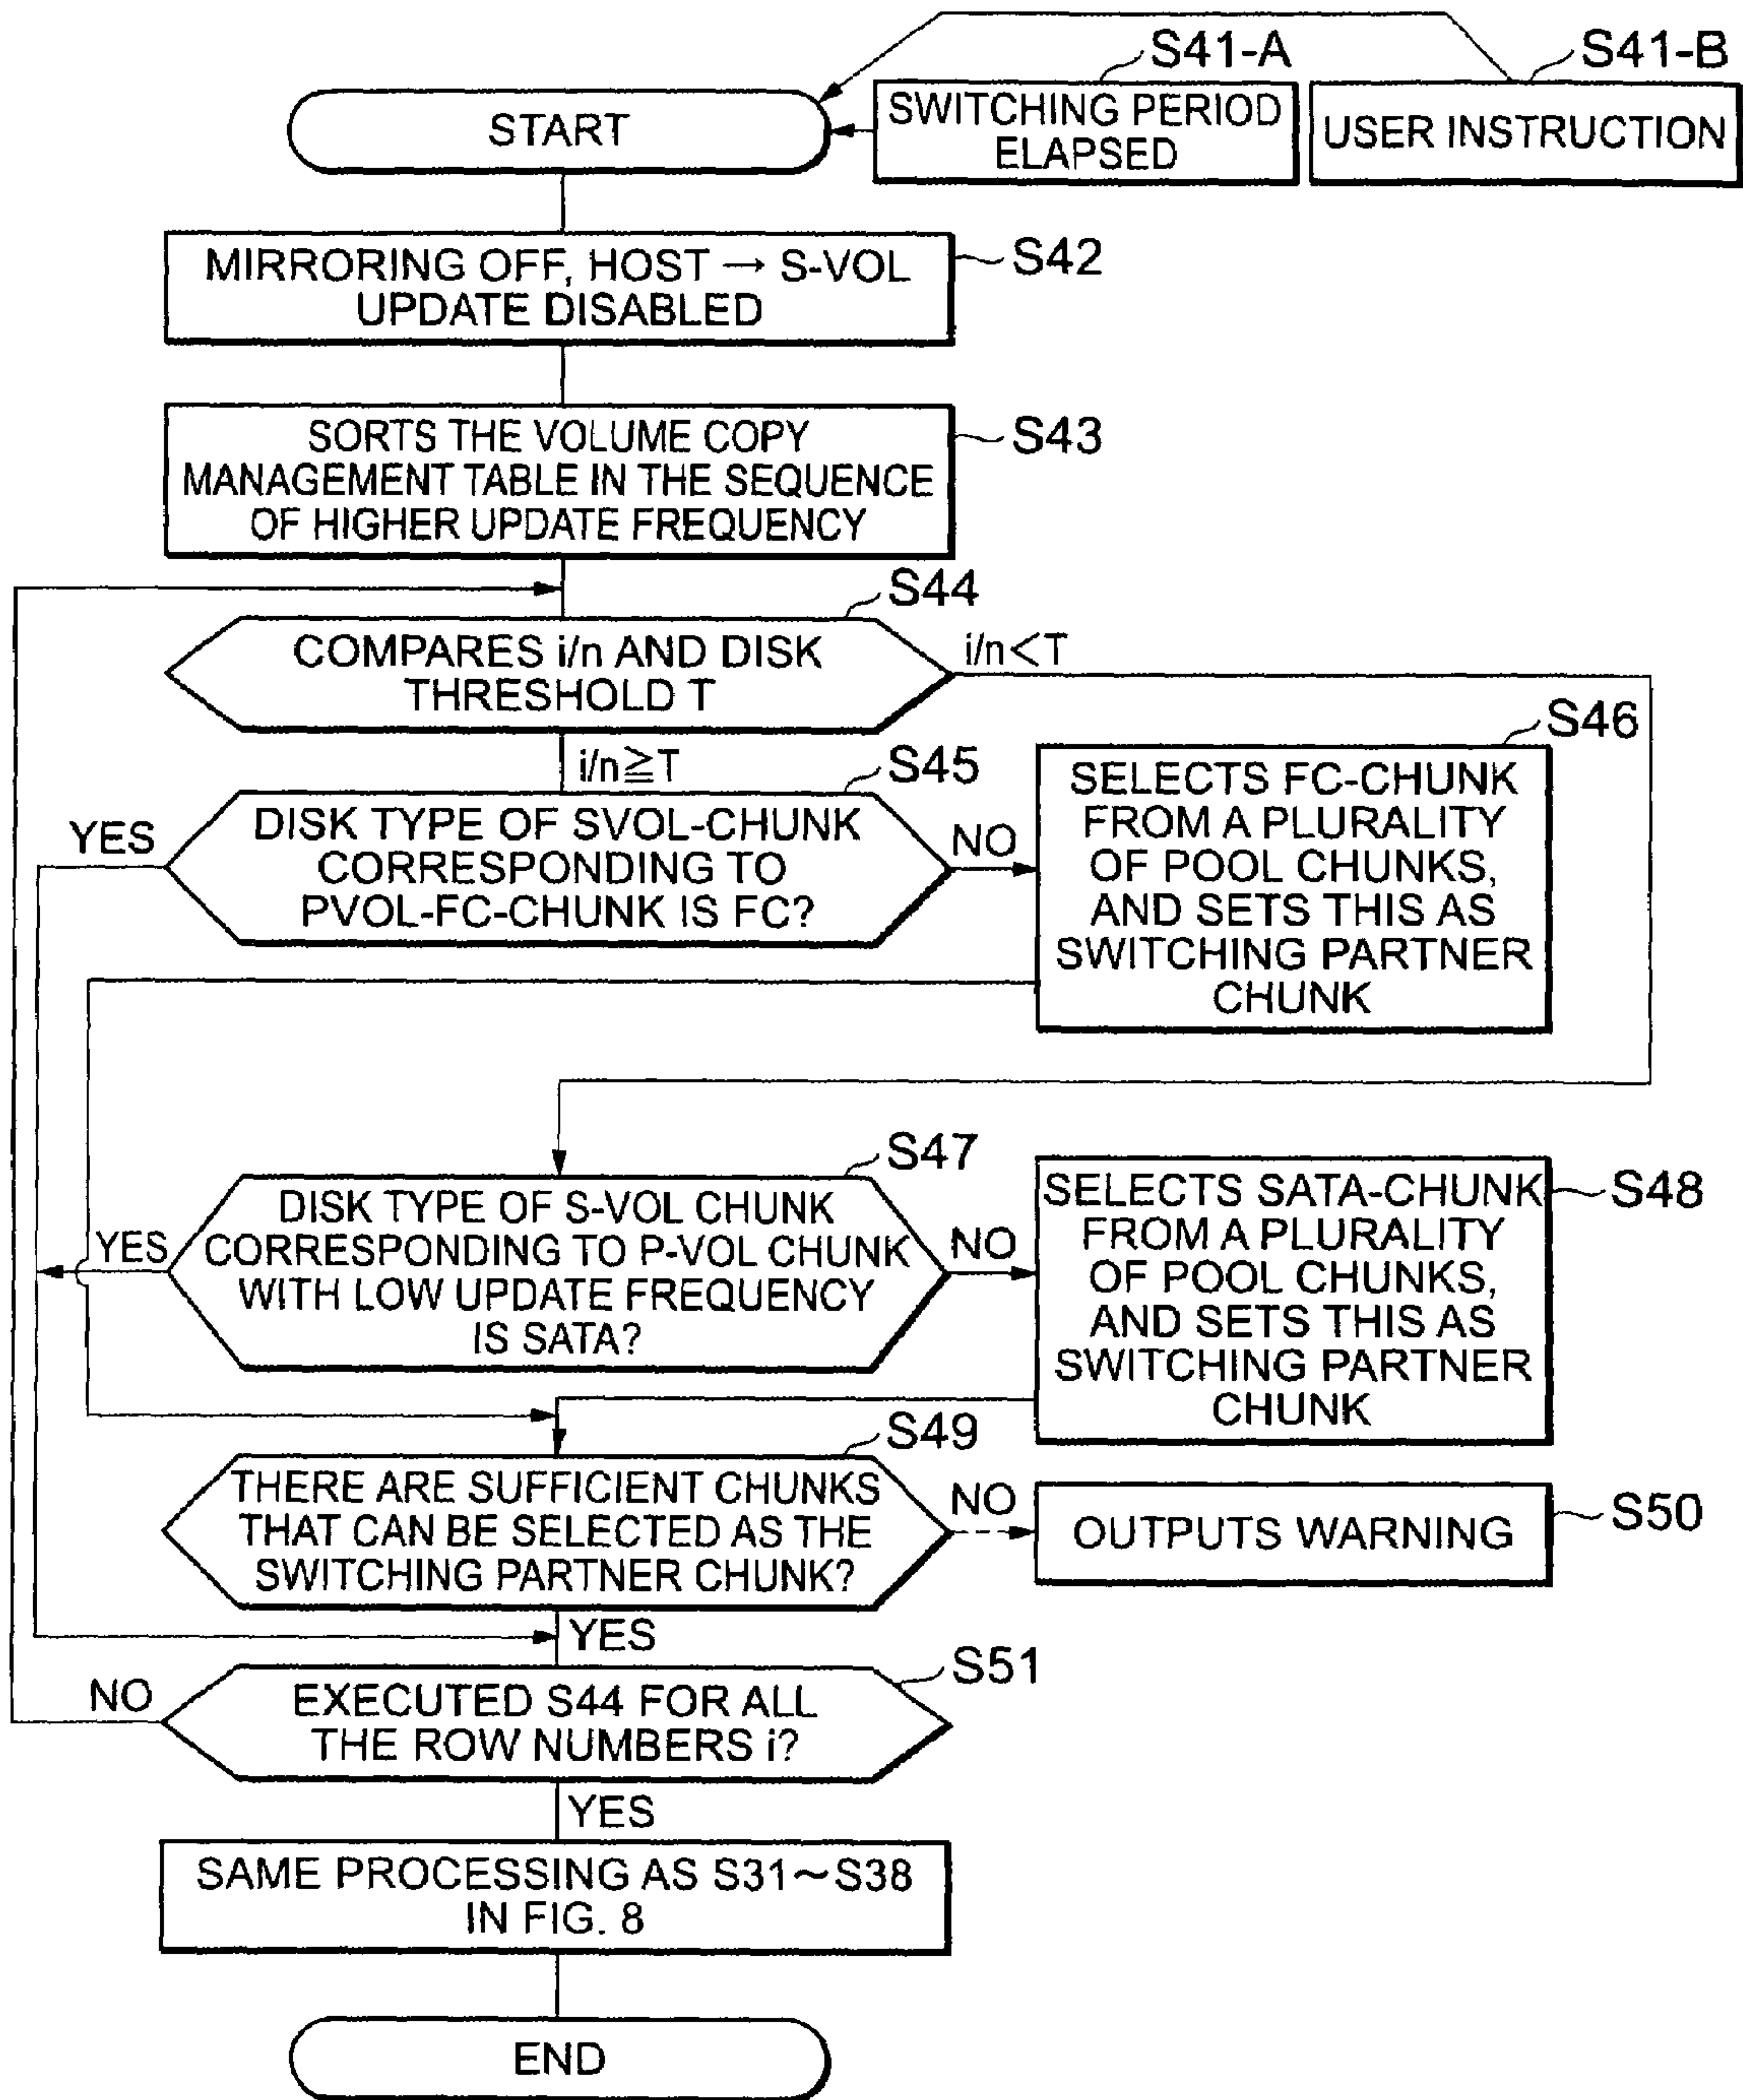 S41-A
S41-B
START
SWITCHING PERIOD
ELAPSED
USER INSTRUCTION
MIRRORING OFF, HOST → S-VOL
UPDATE DISABLED
S42
SORTS THE VOLUME COPY
MANAGEMENT TABLE IN THE SEQUENCE
OF HIGHER UPDATE FREQUENCY
S43
S44
COMPARES i/n AND DISK
THRESHOLD T
i/n<T
i/n≧T
S45
S46
YES
DISK TYPE OF SVOL-CHUNK
CORRESPONDING TO
PVOL-FC-CHUNK IS FC?
NO
SELECTS FC-CHUNK
FROM A PLURALITY
OF POOL CHUNKS,
AND SETS THIS AS
SWITCHING PARTNER
CHUNK
S47
YES
DISK TYPE OF S-VOL CHUNK
CORRESPONDING TO P-VOL CHUNK
WITH LOW UPDATE FREQUENCY
IS SATA?
NO
SELECTS SATA-CHUNK
FROM A PLURALITY
OF POOL CHUNKS,
AND SETS THIS AS
SWITCHING PARTNER
CHUNK
S48
S49
THERE ARE SUFFICIENT CHUNKS
THAT CAN BE SELECTED AS THE
SWITCHING PARTNER CHUNK?
NO
OUTPUTS WARNING
S50
YES
S51
NO
EXECUTED S44 FOR ALL
THE ROW NUMBERS i?
YES
SAME PROCESSING AS S31～S38
IN FIG. 8
END